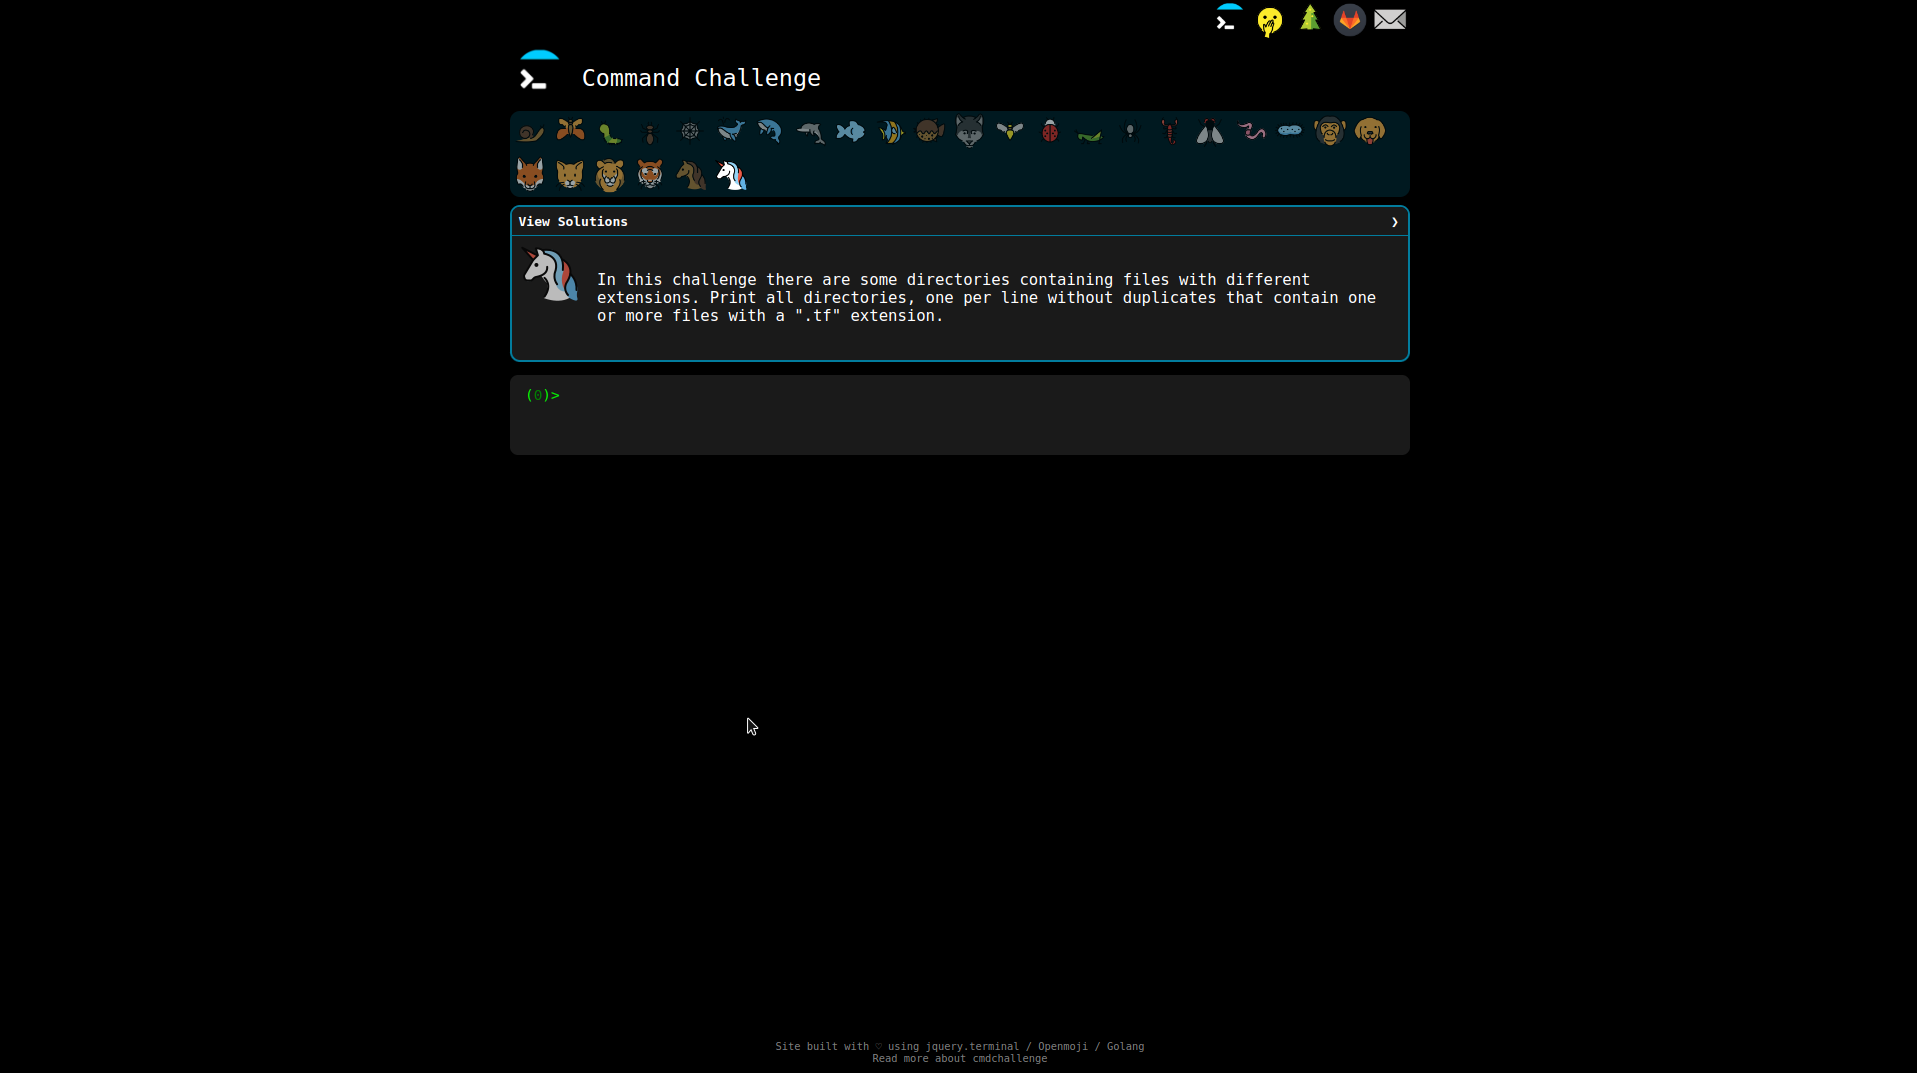 Command Challenge
View Solutions ❯
In this challenge there are some directories containing files with different
extensions. Print all directories, one per line without duplicates that contain one
or more files with a ".tf" extension.
(0)>
Site built with ♡ using jquery.terminal / Openmoji / Golang
Read more about cmdchallenge